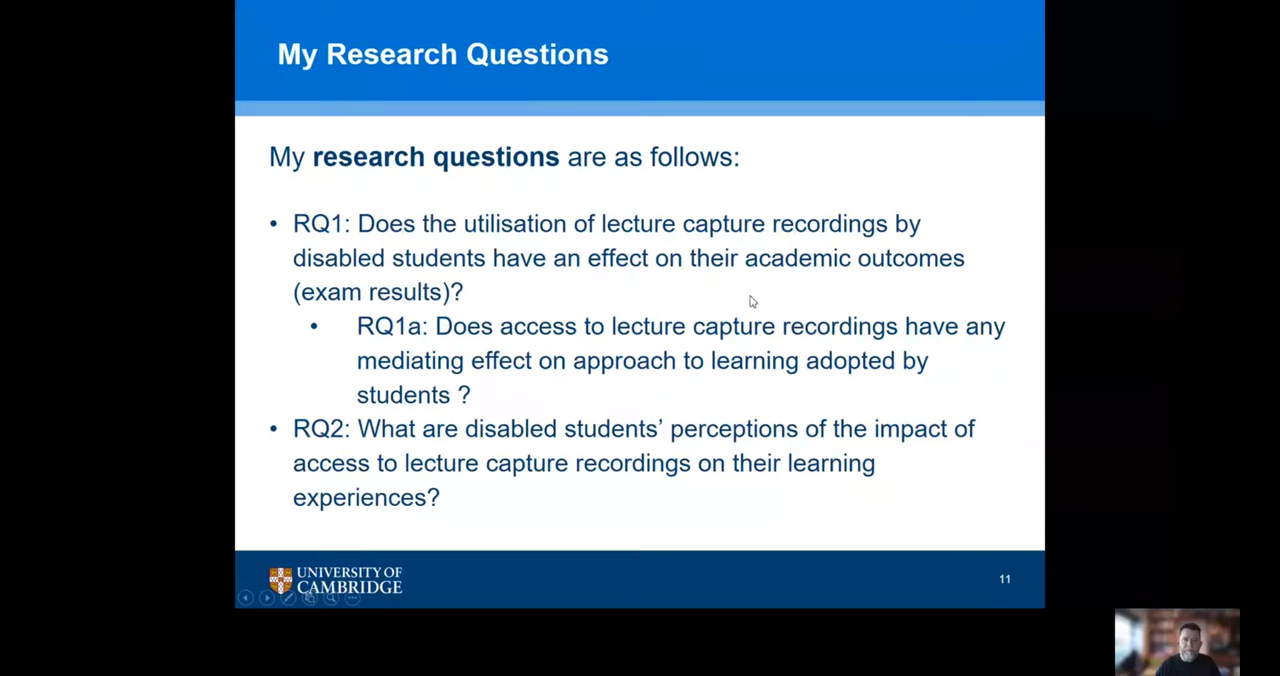 My Research Questions
My research questions are as follows:
• RQ1: Does the utilisation of lecture capture recordings by
disabled students have an effect on their academic outcomes
(exam results)?
• RQ1a: Does access to lecture capture recordings have any
mediating effect on approach to learning adopted by
students ?
• RQ2: What are disabled students’ perceptions of the impact of
access to lecture capture recordings on their learning
experiences?
UNIVERSITY OF
CAMBRIDGE
11